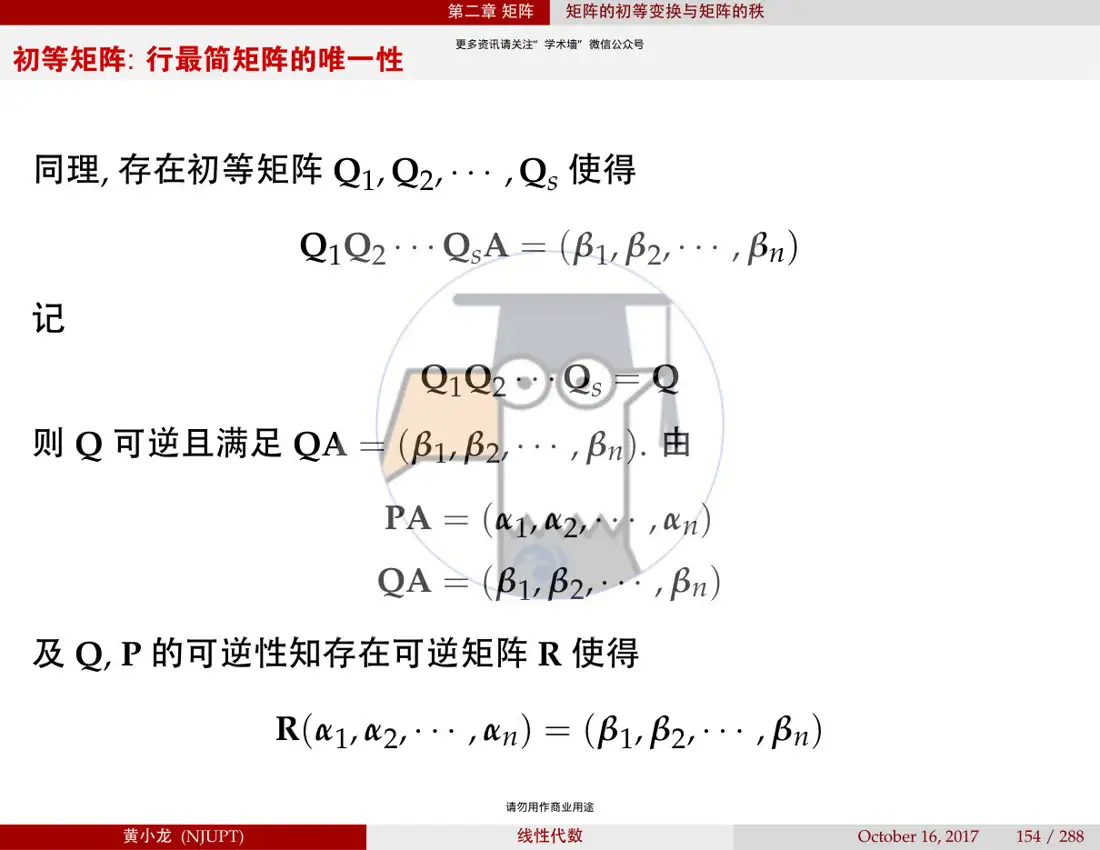 第二章 矩阵 矩阵的初等变换与矩阵的秩
更多资讯请关注“学术墙”微信公众号
初等矩阵: 行最简矩阵的唯一性
同理, 存在初等矩阵 Q₁, Q₂, ··· , Qₛ 使得
Q₁Q₂ ··· QₛA = (β₁, β₂, ··· , βₙ)
记
Q₁Q₂ ··· Qₛ = Q
则 Q 可逆且满足 QA = (β₁, β₂, ··· , βₙ). 由
PA = (α₁, α₂, ··· , αₙ)
QA = (β₁, β₂, ··· , βₙ)
及 Q, P 的可逆性知存在可逆矩阵 R 使得
R(α₁, α₂, ··· , αₙ) = (β₁, β₂, ··· , βₙ)
请勿用作商业用途
黄小龙 (NJUPT) 线性代数 October 16, 2017 154 / 288